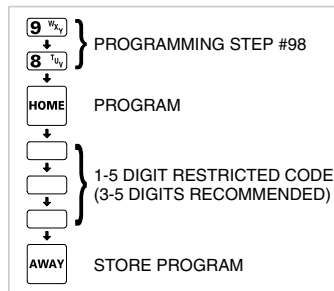 9 WXY
PROGRAMMING STEP #98
8 TUV
HOME PROGRAM
1-5 DIGIT RESTRICTED CODE
(3-5 DIGITS RECOMMENDED)
AWAY STORE PROGRAM